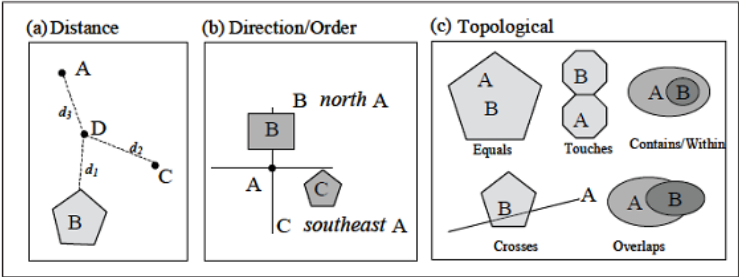 (a) Distance
A
d3
D
d2
C
d1
B
(b) Direction/Order
B north A
B
A
C
C southeast A
(c) Topological
A
B
Equals
B
A
Touches
A B
Contains/Within
B
A
Crosses
A B
Overlaps